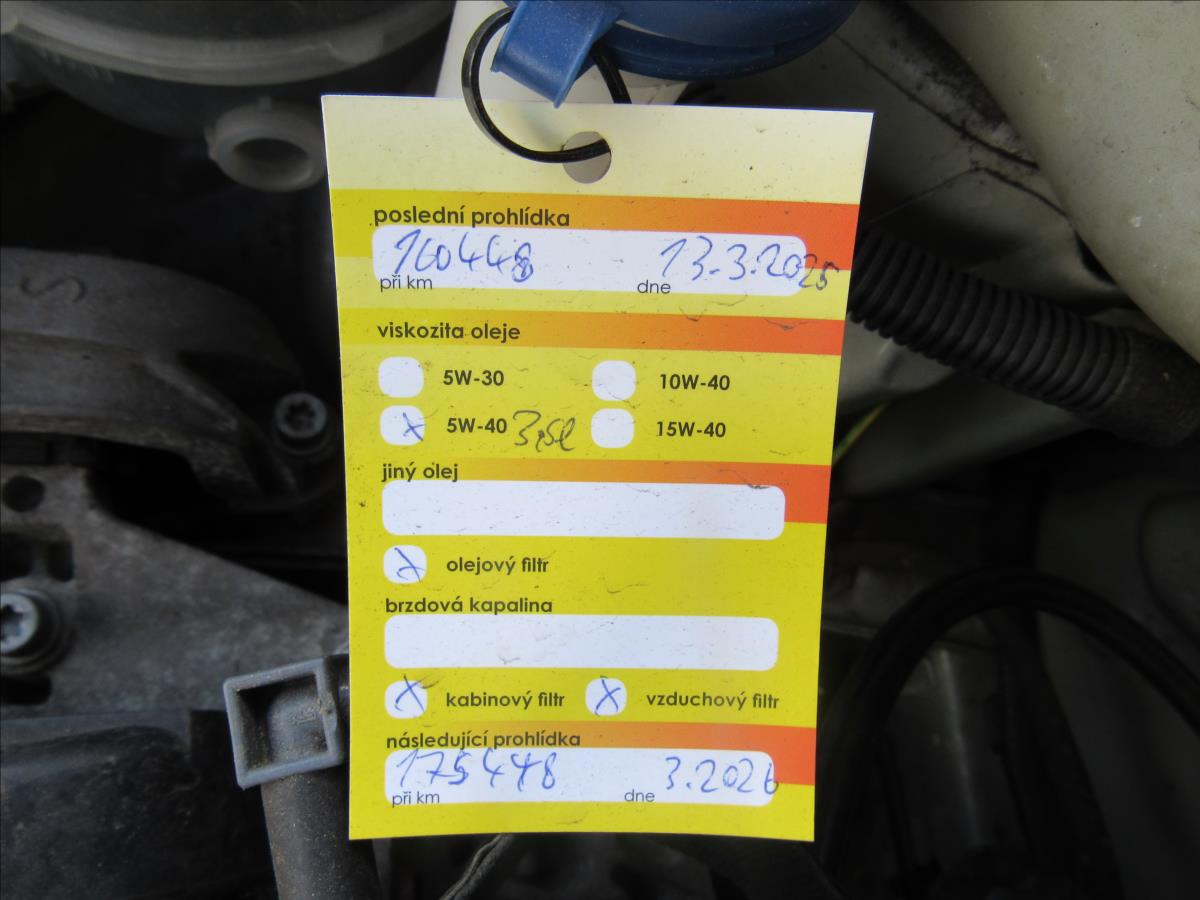 poslední prohlídka
160448 13.3.2025
při km dne
viskozita oleje
5W-30 10W-40
X 5W-40 3,5l 15W-40
jiný olej
X olejový filtr
brzdová kapalina
X kabinový filtr X vzduchový filtr
následující prohlídka
175448 3.2026
při km dne